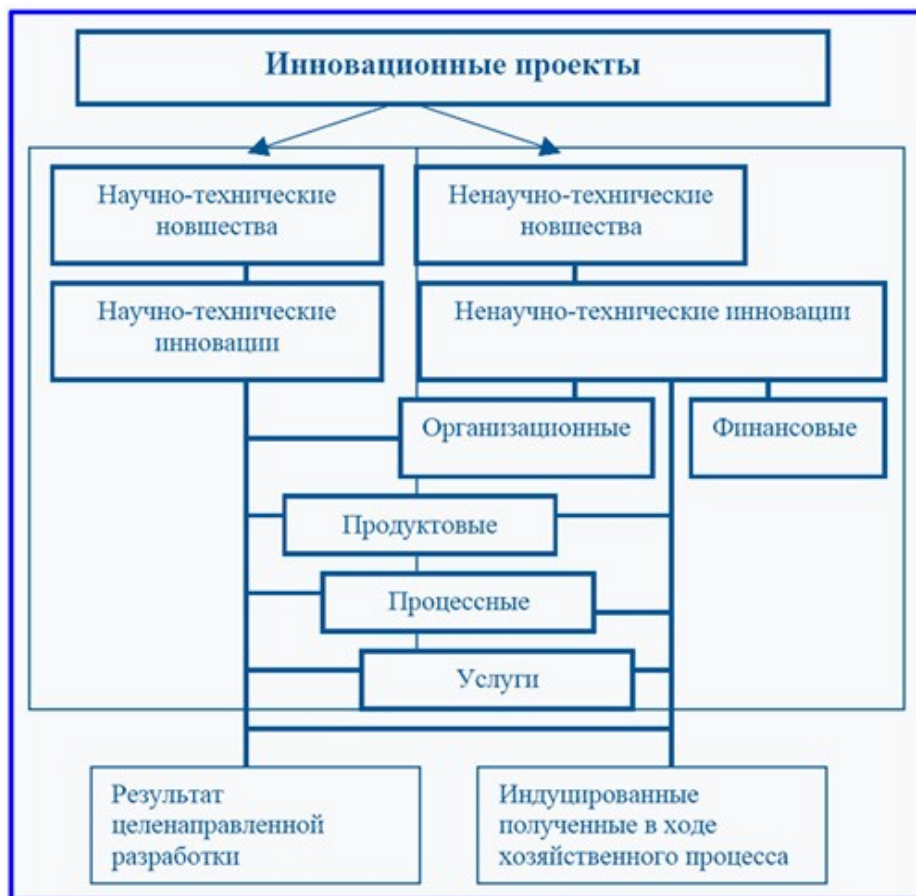 Инновационные проекты
Научно-технические
новшества
Ненаучно-технические
новшества
Научно-технические
инновации
Ненаучно-технические инновации
Организационные
Финансовые
Продуктовые
Процессные
Услуги
Результат
целенаправленной
разработки
Индуцированные
полученные в ходе
хозяйственного процесса